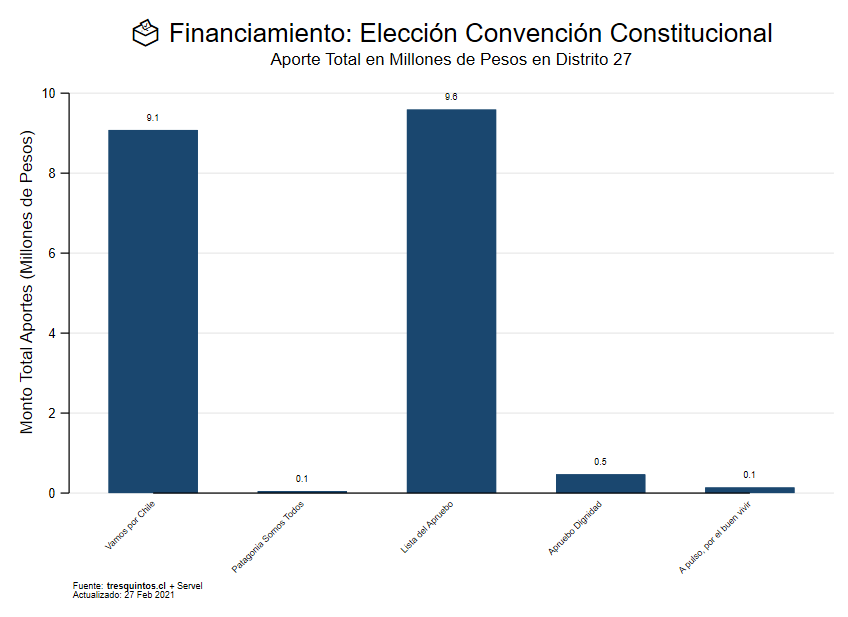 Financiamiento: Elección Convención Constitucional
Aporte Total en Millones de Pesos en Distrito 27
Monto Total Aportes (Millones de Pesos)
10
8
6
4
2
0
9.1
0.1
9.6
0.5
0.1
Vamos por Chile
Patagonia Somos Todos
Lista del Apruebo
Apruebo Dignidad
A pulso, por el buen vivir
Fuente: tresquintos.cl + Servel
Actualizado: 27 Feb 2021